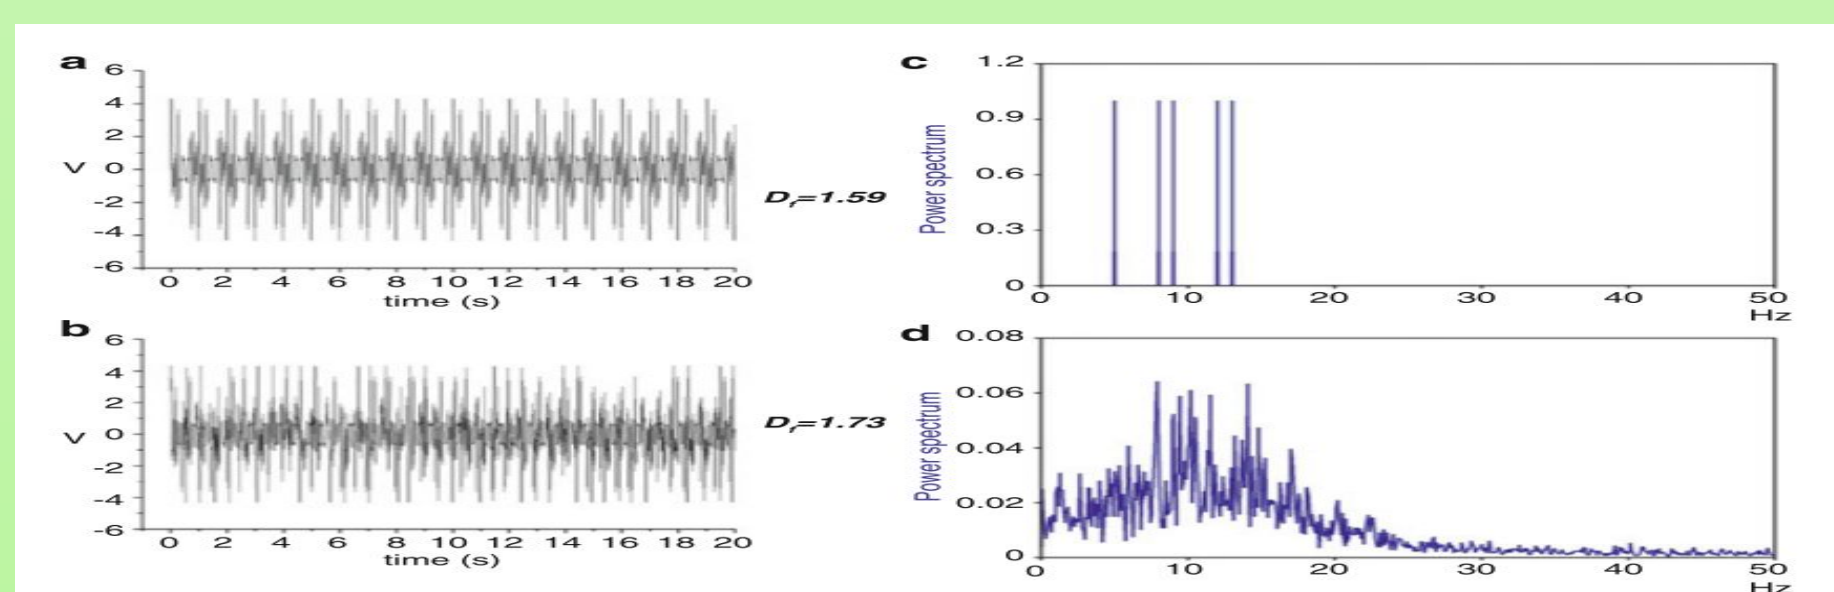 a
6
4
2
V 0
-2
-4
-6
0 2 4 6 8 10 12 14 16 18 20
time (s)
Df=1.59
c
Power spectrum
1.2
0.9
0.6
0.3
0
0 10 20 30 40 50
Hz
b
6
4
2
V 0
-2
-4
-6
0 2 4 6 8 10 12 14 16 18 20
time (s)
Df=1.73
d
Power spectrum
0.08
0.06
0.04
0.02
0
0 10 20 30 40 50
Hz